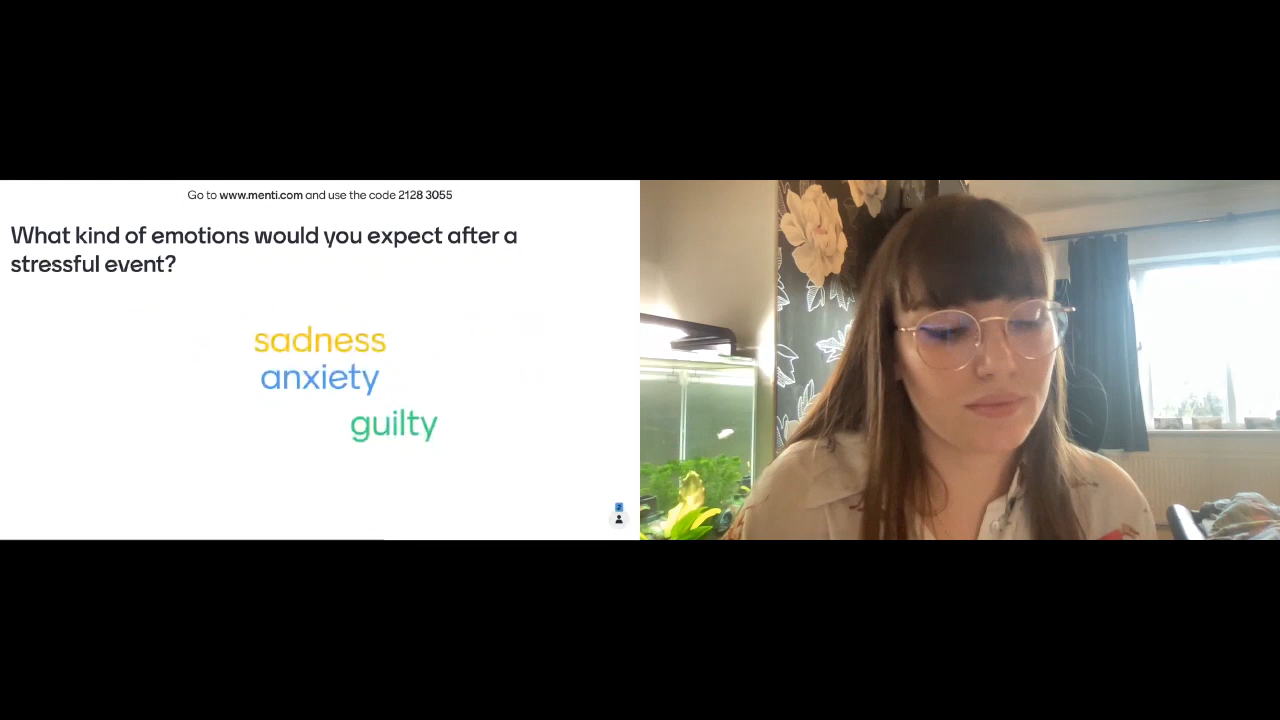 Go to www.menti.com and use the code 2128 3055
What kind of emotions would you expect after a
stressful event?
sadness
anxiety
guilty
2